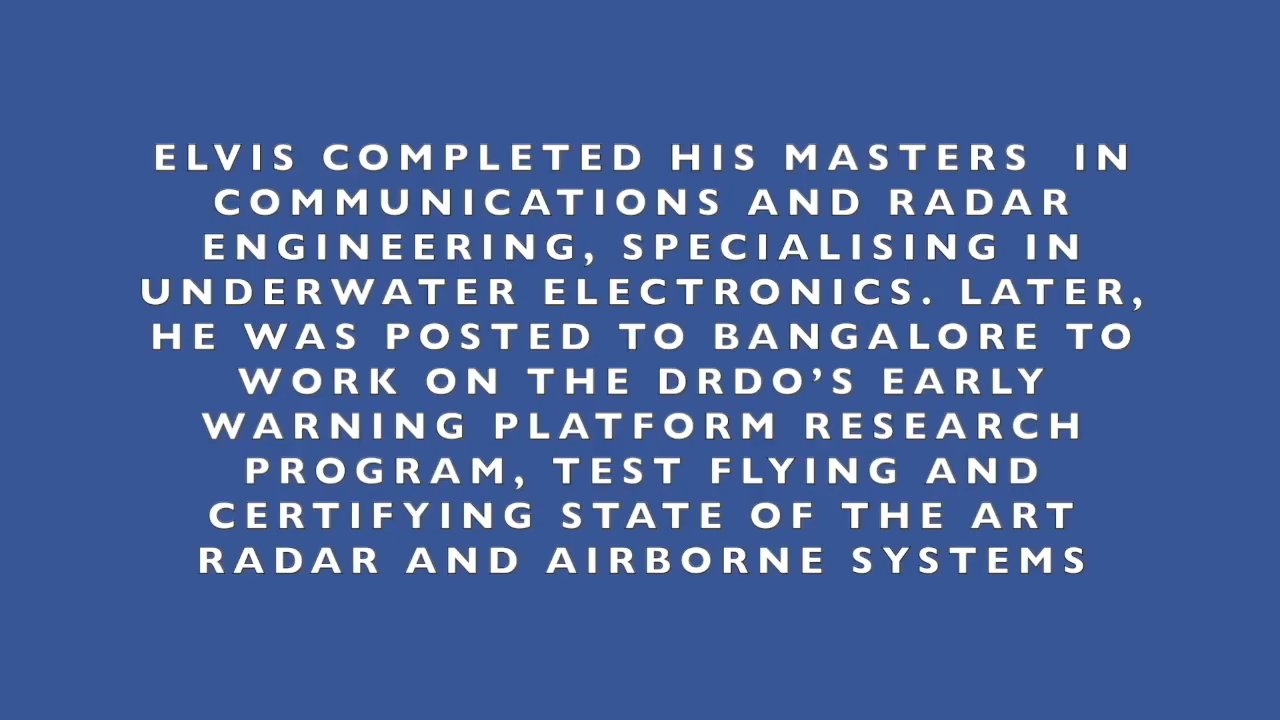 ELVIS COMPLETED HIS MASTERS  IN
COMMUNICATIONS AND RADAR
ENGINEERING, SPECIALISING IN
UNDERWATER ELECTRONICS. LATER,
HE WAS POSTED TO BANGALORE TO
WORK ON THE DRDO’S EARLY
WARNING PLATFORM RESEARCH
PROGRAM, TEST FLYING AND
CERTIFYING STATE OF THE ART
RADAR AND AIRBORNE SYSTEMS